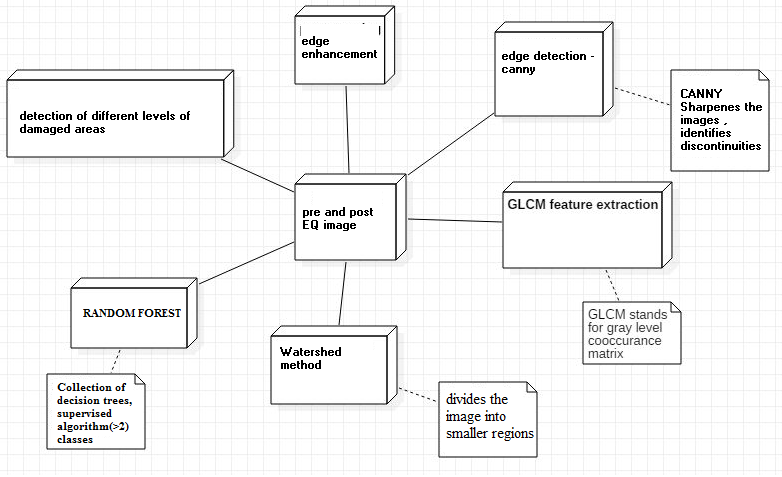 edge
enhancement
edge detection -
canny
CANNY
Sharpenes the
images ,
identifies
discontinuities
detection of different levels of
damaged areas
pre and post
EQ image
GLCM feature extraction
GLCM stands
for gray level
cooccurance
matrix
RANDOM FOREST
Collection of
decision trees,
supervised
algorithm(>2)
classes
Watershed
method
divides the
image into
smaller regions